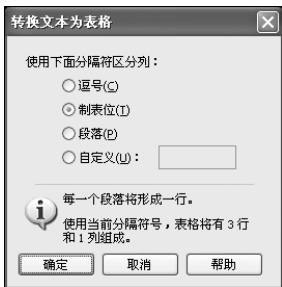 转换文本为表格
使用下面分隔符区分列：
逗号(C)
制表位(T)
段落(P)
自定义(U)：
每一个段落将形成一行。
使用当前分隔符号，表格将有 3 行
和 1 列组成。
确定 取消 帮助